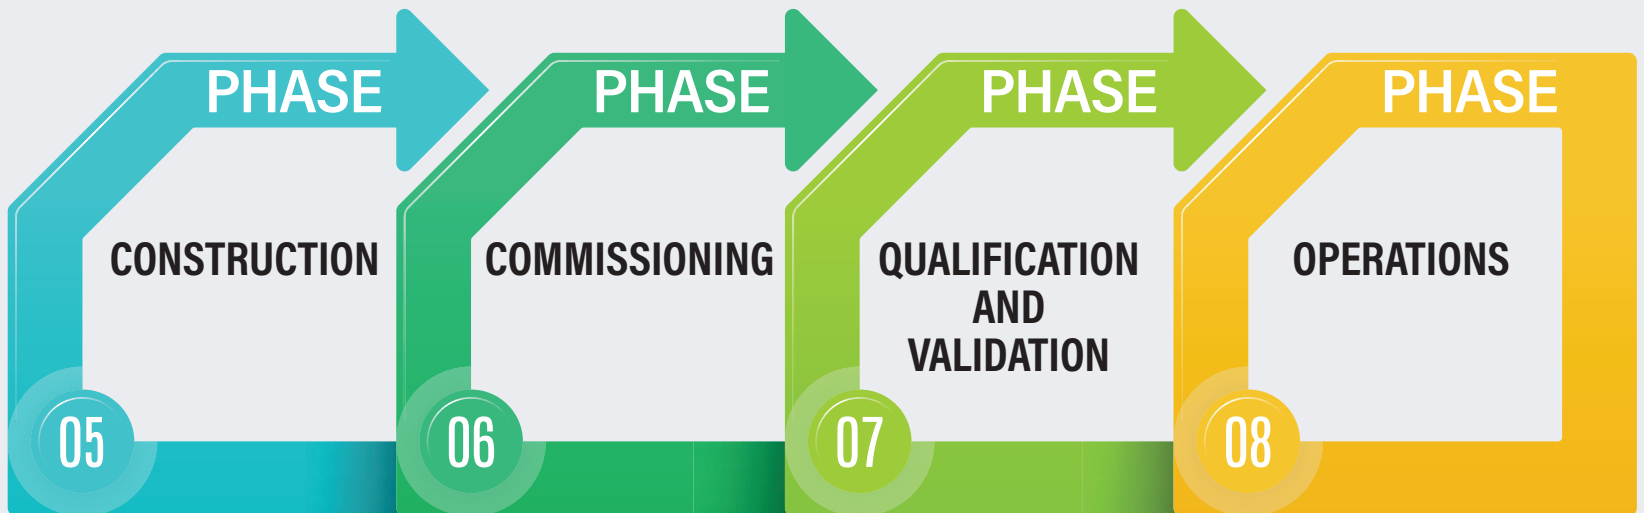 PHASE
CONSTRUCTION
05
PHASE
COMMISSIONING
06
PHASE
QUALIFICATION
AND
VALIDATION
07
PHASE
OPERATIONS
08